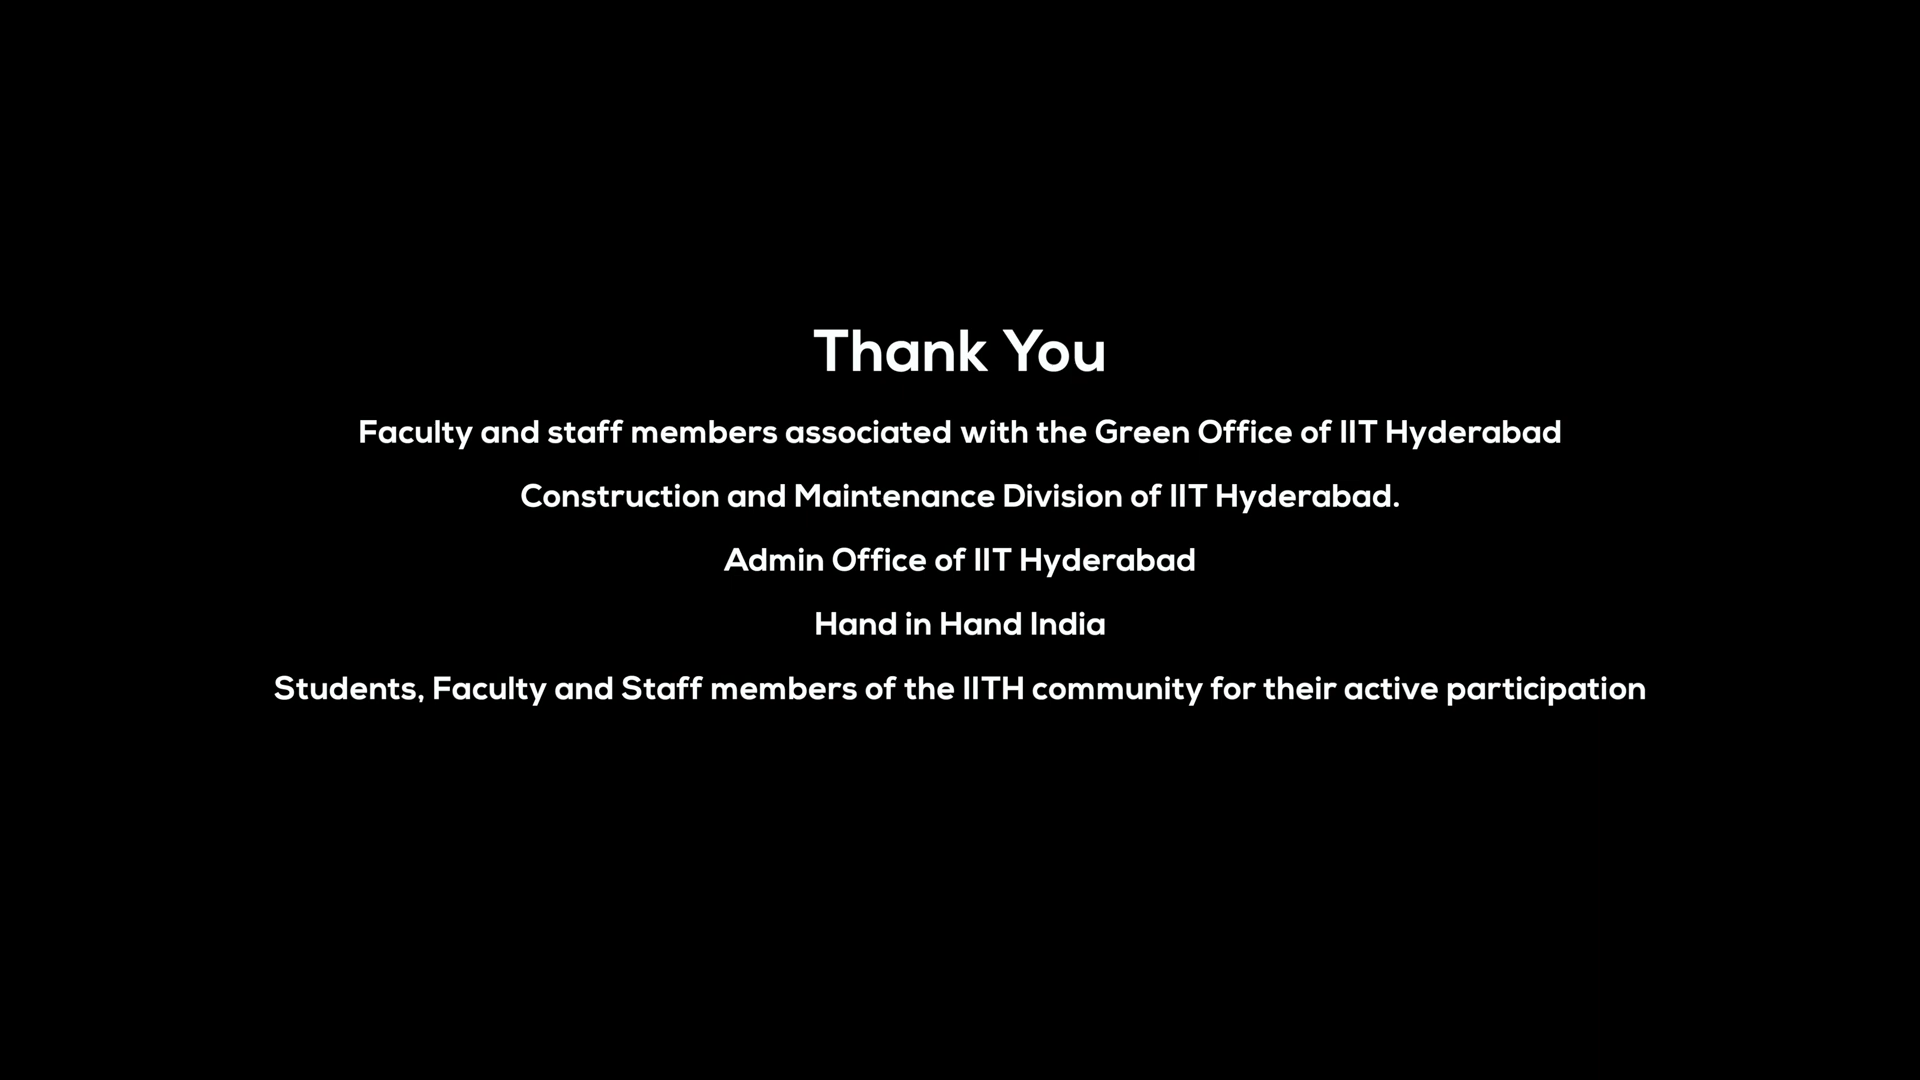 Thank You
Faculty and staff members associated with the Green Office of IIT Hyderabad
Construction and Maintenance Division of IIT Hyderabad.
Admin Office of IIT Hyderabad
Hand in Hand India
Students, Faculty and Staff members of the IITH community for their active participation